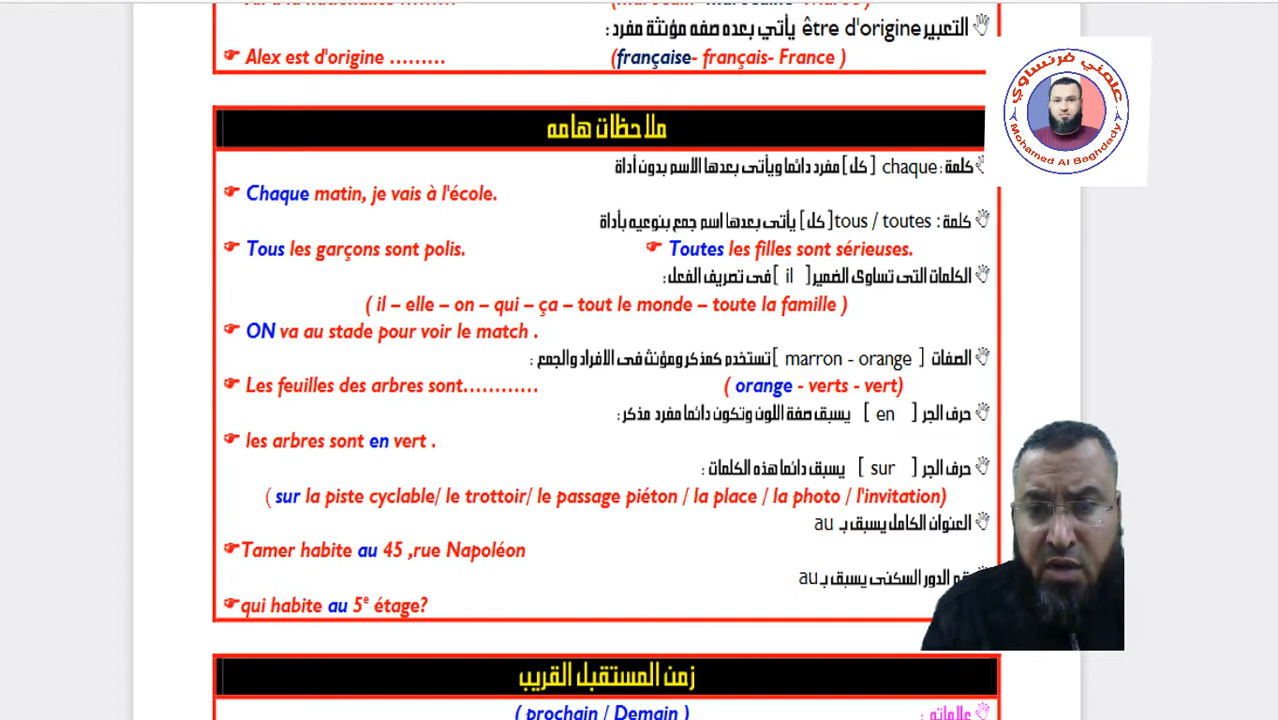 التعبير être d'origine يأتي بعده صفه مؤنثة مفرد :
Alex est d'origine ......... (française- français- France )
علمني فرنساوي
Mohamed Al Baghdady
ملاحظات هامه
كلمة : chaque [كل] مفرد دائما ويأتى بعدها الاسم بدون أداة
Chaque matin, je vais à l'école.
كلمة : tous / toutes [كل] يأتى بعدها اسم جمع بنوعيه بأداة
Tous les garçons sont polis. Toutes les filles sont sérieuses.
الكلمات التى تساوى الضمير [ il ] فى تصريف الفعل :
( il – elle – on – qui – ça – tout le monde – toute la famille )
ON va au stade pour voir le match .
الصفات [ marron - orange ] تستخدم كمذكر ومؤنث فى الافراد والجمع :
Les feuilles des arbres sont............ ( orange - verts - vert)
حرف الجر [ en ] يسبق صفة اللون وتكون دائما مفرد مذكر :
les arbres sont en vert .
حرف الجر [ sur ] يسبق دائما هذه الكلمات :
( sur la piste cyclable/ le trottoir/ le passage piéton / la place / la photo / l'invitation)
العنوان الكامل يسبق بـ au
Tamer habite au 45 ,rue Napoléon
الدور السكنى يسبق بـ au
qui habite au 5e étage?
زمن المستقبل القريب
علاماته :
( prochain / Demain )